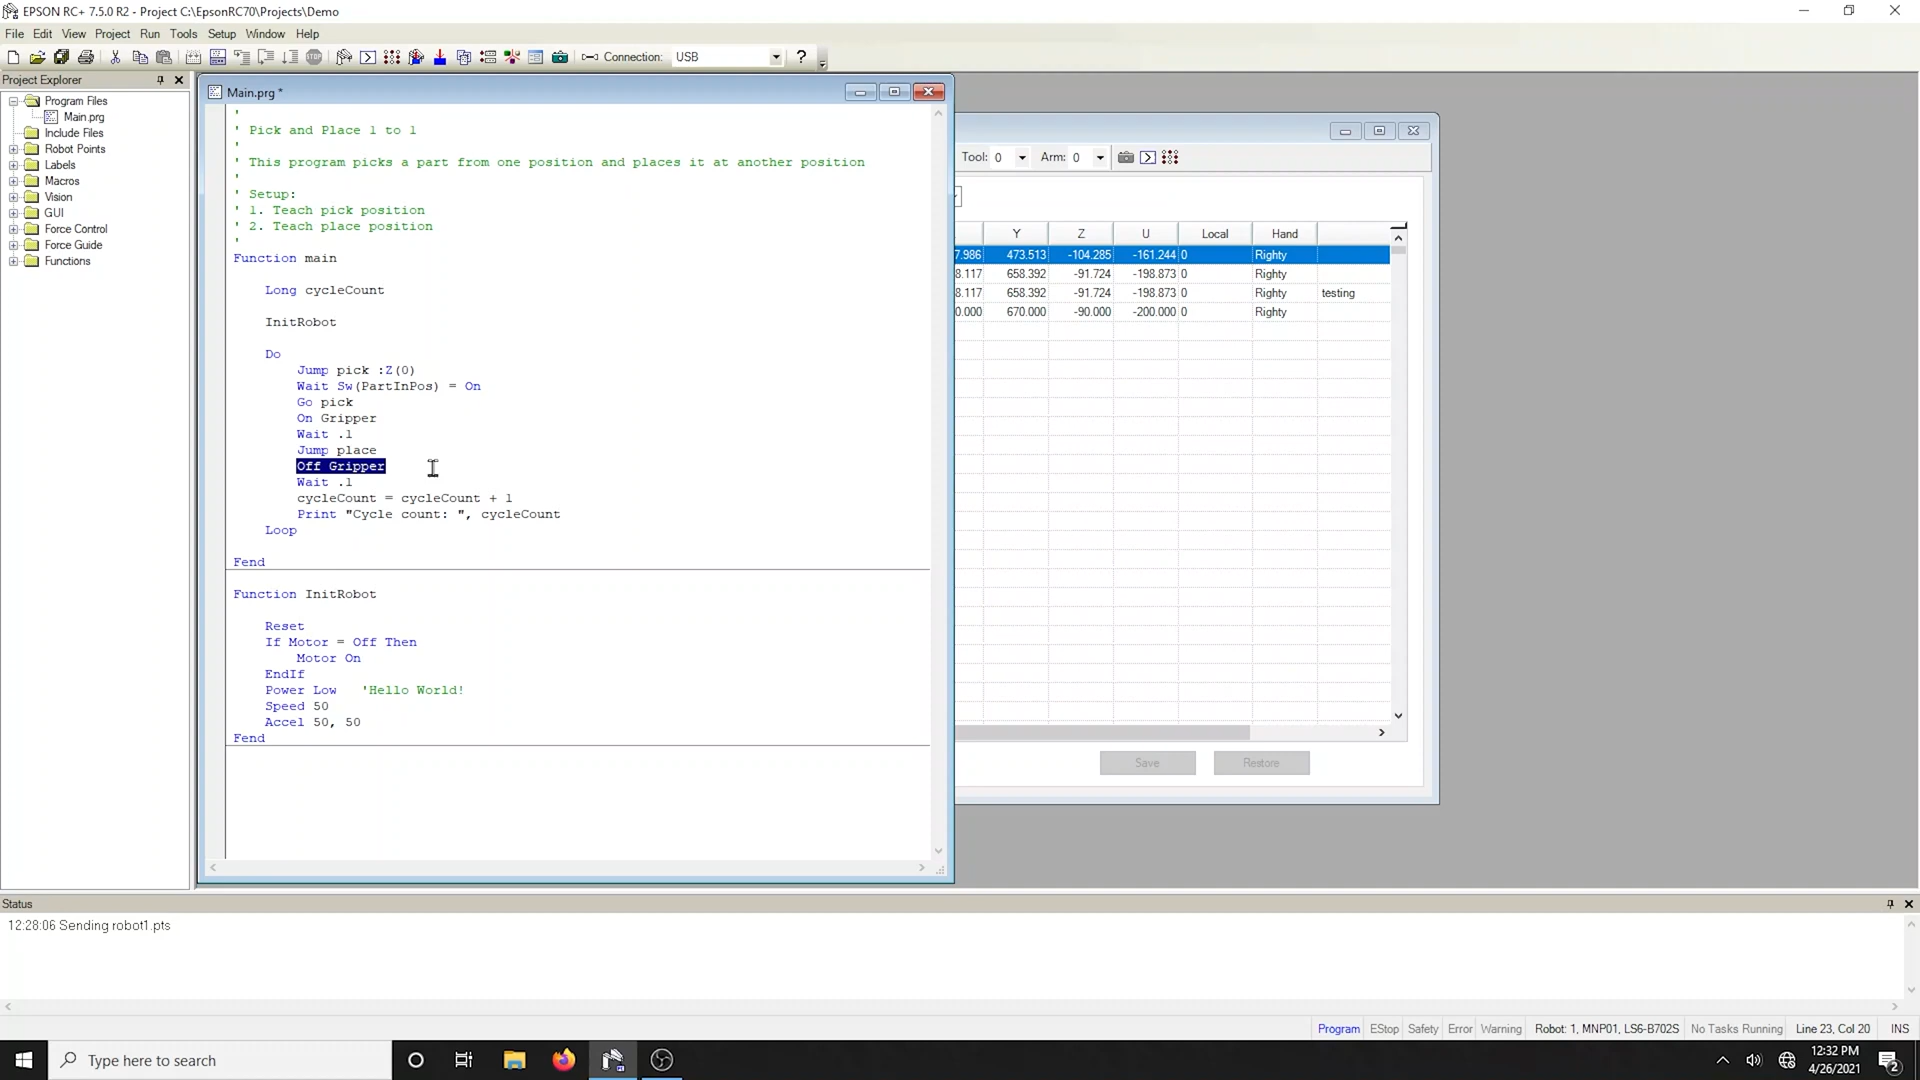 EPSON RC+ 7.5.0 R2 - Project C:\EpsonRC70\Projects\Demo
File Edit View Project Run Tools Setup Window Help
Connection: USB
Project Explorer
Program Files
Main.prg
Include Files
Robot Points
Labels
Macros
Vision
GUI
Force Control
Force Guide
Functions
Main.prg *
'
' Pick and Place 1 to 1
'
' This program picks a part from one position and places it at another position
'
' Setup:
' 1. Teach pick position
' 2. Teach place position
'
Function main
Long cycleCount
InitRobot
Do
Jump pick :Z(0)
Wait Sw(PartInPos) = On
Go pick
On Gripper
Wait .1
Jump place
Off Gripper
Wait .1
cycleCount = cycleCount + 1
Print "Cycle count: ", cycleCount
Loop
Fend
Function InitRobot
Reset
If Motor = Off Then
Motor On
EndIf
Power Low 'Hello World!
Speed 50
Accel 50, 50
Fend
Tool: 0 Arm: 0
Y Z U Local Hand
7.986 473.513 -104.285 -161.244 0 Righty
8.117 658.392 -91.724 -198.873 0 Righty
8.117 658.392 -91.724 -198.873 0 Righty testing
0.000 670.000 -90.000 -200.000 0 Righty
Save Restore
Status
12:28:06 Sending robot1.pts
Program EStop Safety Error Warning Robot: 1, MNP01, LS6-B702S No Tasks Running Line 23, Col 20 INS
Type here to search
12:32 PM
4/26/2021
2